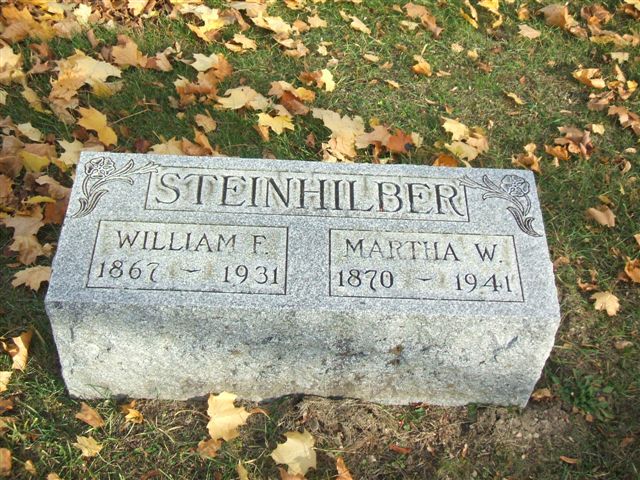 STEINHILBER
WILLIAM F.
1867 ~ 1931
MARTHA W.
1870 ~ 1941